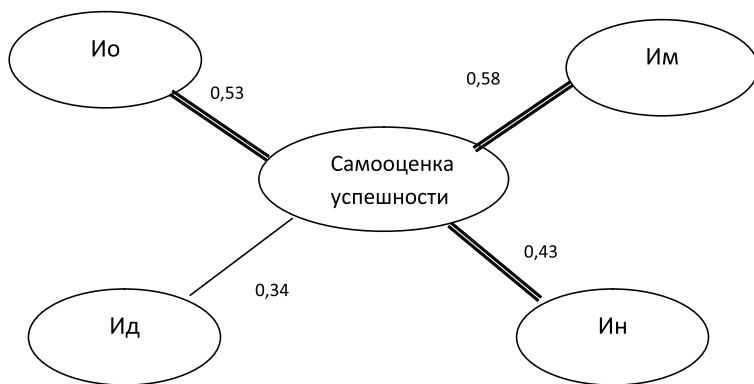 Ио
Им
0,53
0,58
Самооценка
успешности
0,34
0,43
Ид
Ин